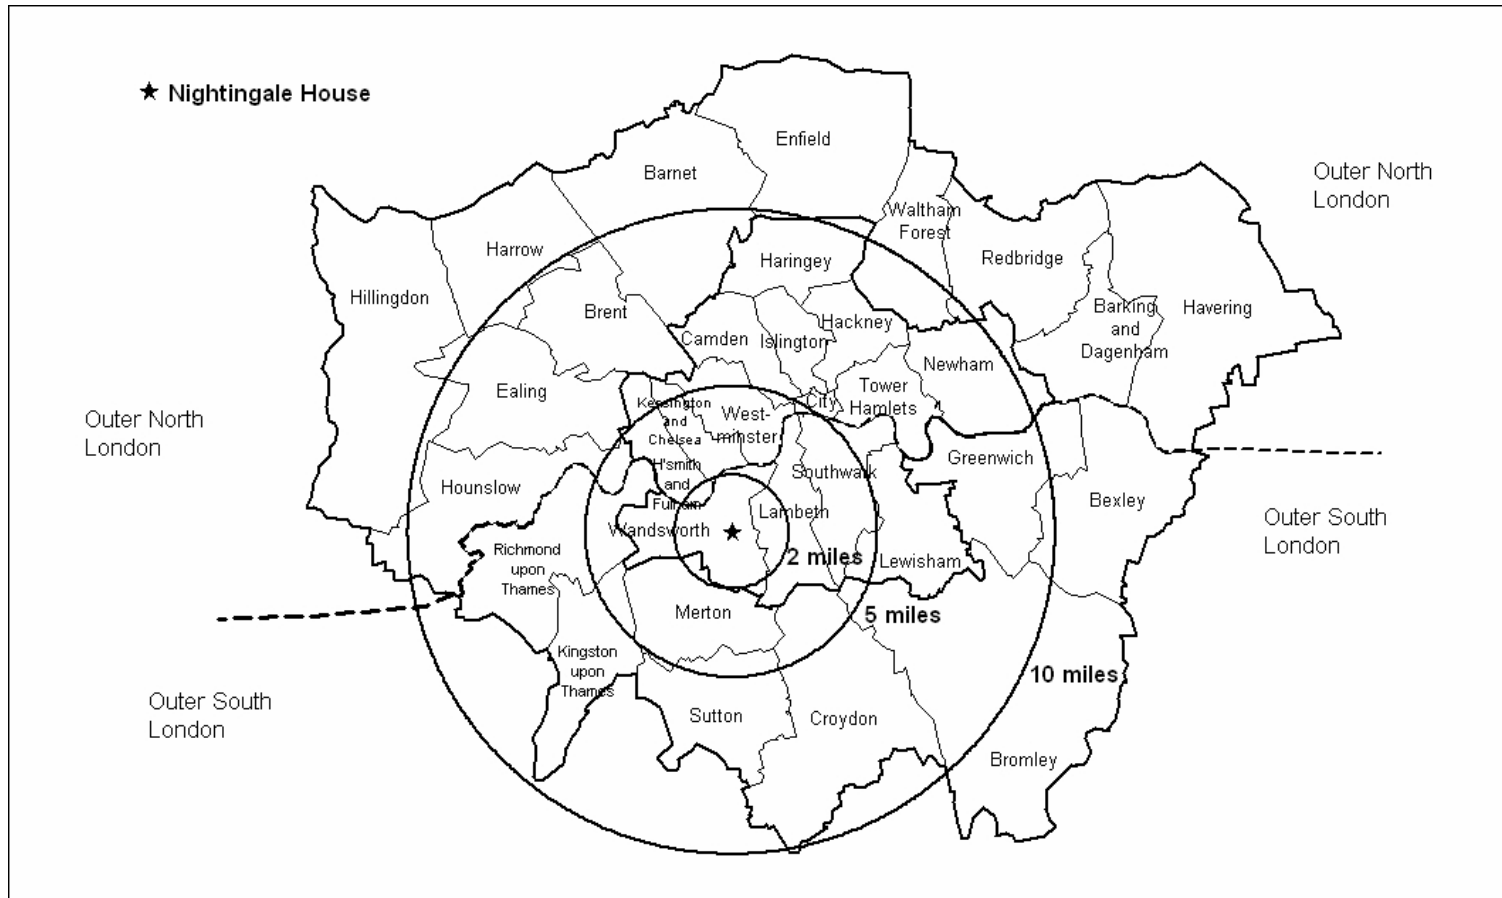 ★ Nightingale House
Enfield
Barnet
Outer North
London
Waltham
Forest
Harrow
Haringey
Redbridge
Hillingdon
Brent
Hackney
Barking
and
Dagenham
Havering
Camden
Islington
Newham
Ealing
Tower
Hamlets
City
Kensington
and
Chelsea
West-
minster
Outer North
London
Greenwich
Southwalk
H'smith
and
Fulham
Hounslow
Bexley
Lambeth
Wandsworth
Outer South
London
Richmond
upon
Thames
2 miles
Lewisham
Merton
5 miles
Kingston
upon
Thames
10 miles
Outer South
London
Sutton
Croydon
Bromley